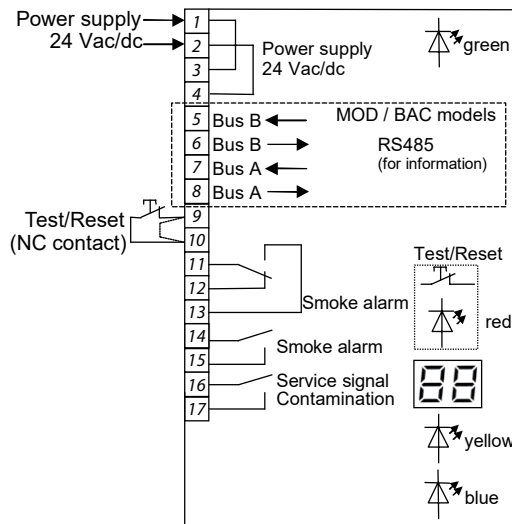 Power supply
24 Vac/dc
1
2
3
4
Power supply
24 Vac/dc
green
5 Bus B
6 Bus B
7 Bus A
8 Bus A
MOD / BAC models
RS485
(for information)
Test/Reset
(NC contact)
9
10
11
12
13
Smoke alarm
14
15
Smoke alarm
16
17
Service signal
Contamination
Test/Reset
red
88
yellow
blue